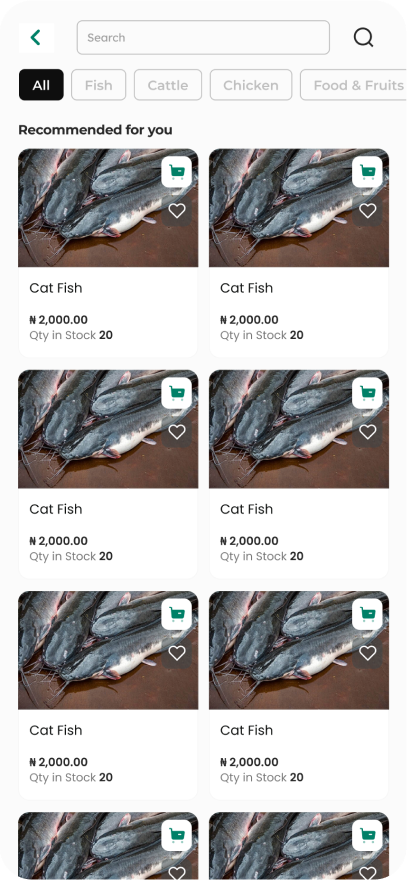 Search
All Fish Cattle Chicken Food & Fruits
Recommended for you
Cat Fish Cat Fish
₦ 2,000.00 ₦ 2,000.00
Qty in Stock 20 Qty in Stock 20
Cat Fish Cat Fish
₦ 2,000.00 ₦ 2,000.00
Qty in Stock 20 Qty in Stock 20
Cat Fish Cat Fish
₦ 2,000.00 ₦ 2,000.00
Qty in Stock 20 Qty in Stock 20